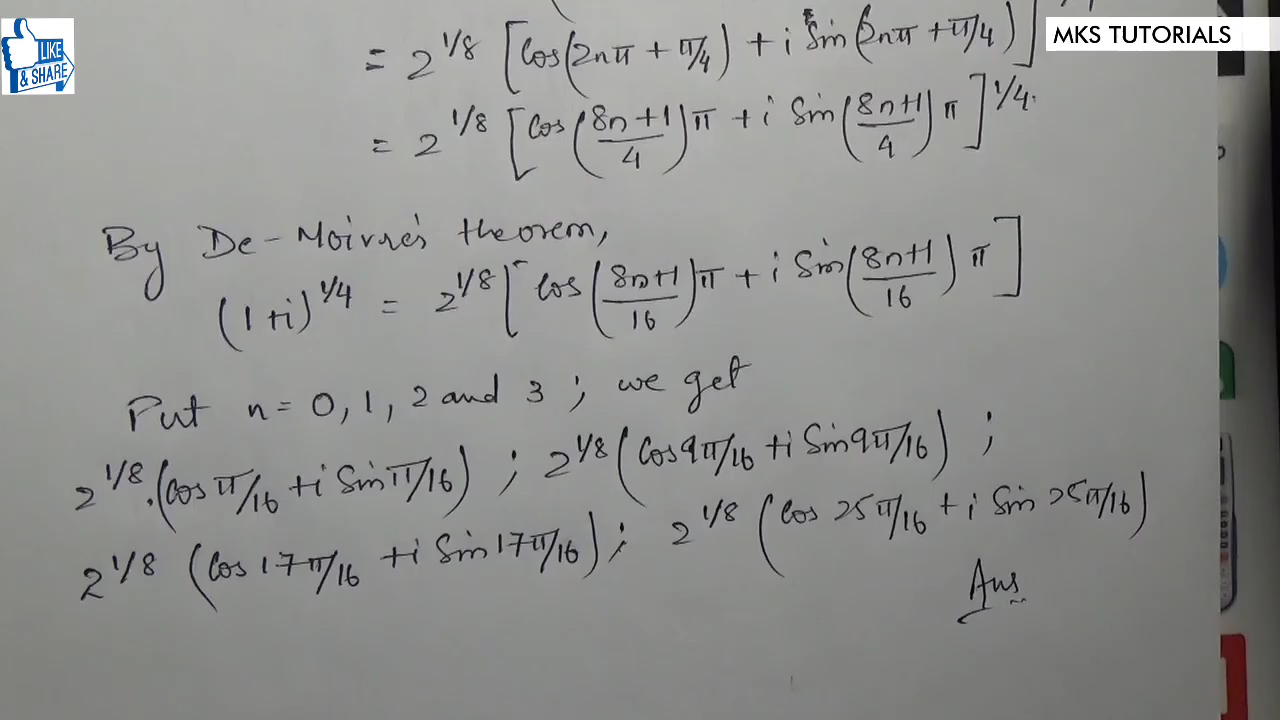 LIKE
& SHARE
MKS TUTORIALS
= 2^1/8 [Cos(2nπ + π/4) + i Sin(2nπ + π/4)]
= 2^1/8 [Cos((8n+1)/4)π + i Sin((8n+1)/4)π]^1/4.
By De-Moivre's theorem,
(1+i)^1/4 = 2^1/8 [Cos((8n+1)/16)π + i Sin((8n+1)/16)π]
Put n= 0, 1, 2 and 3 ; we get
2^1/8.(Cos π/16 + i Sin π/16) ; 2^1/8 (Cos 9π/16 + i Sin 9π/16) ;
2^1/8 (Cos 17π/16 + i Sin 17π/16) ; 2^1/8 (Cos 25π/16 + i Sin 25π/16)
Ans